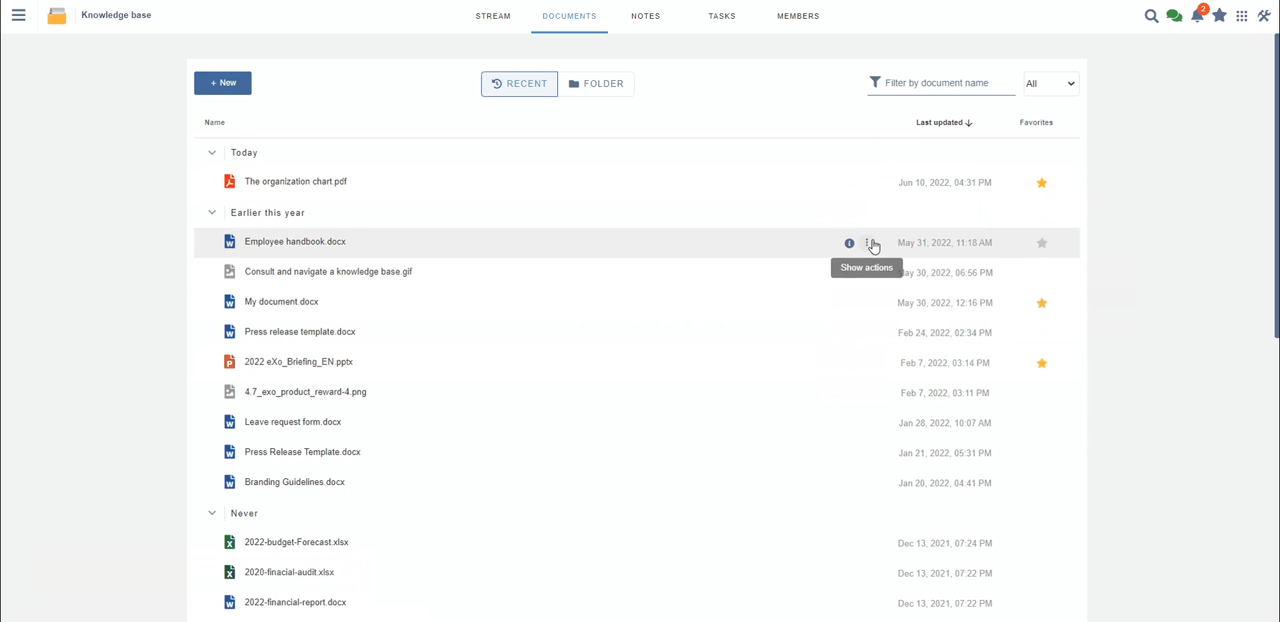 Knowledge base
STREAM DOCUMENTS NOTES TASKS MEMBERS 2
+ New RECENT FOLDER Filter by document name All
Name Last updated Favorites
Today
The organization chart.pdf Jun 10, 2022, 04:31 PM
Earlier this year
Employee handbook.docx May 31, 2022, 11:18 AM
Show actions
Consult and navigate a knowledge base.gif May 30, 2022, 06:56 PM
My document.docx May 30, 2022, 12:16 PM
Press release template.docx Feb 24, 2022, 02:34 PM
2022 eXo_Briefing_EN.pptx Feb 7, 2022, 03:14 PM
4.7_exo_product_reward-4.png Feb 7, 2022, 03:11 PM
Leave request form.docx Jan 28, 2022, 10:07 AM
Press Release Template.docx Jan 21, 2022, 05:31 PM
Branding Guidelines.docx Jan 20, 2022, 04:41 PM
Never
2022-budget-Forecast.xlsx Dec 13, 2021, 07:24 PM
2020-finacial-audit.xlsx Dec 13, 2021, 07:22 PM
2022-financial-report.docx Dec 13, 2021, 07:22 PM